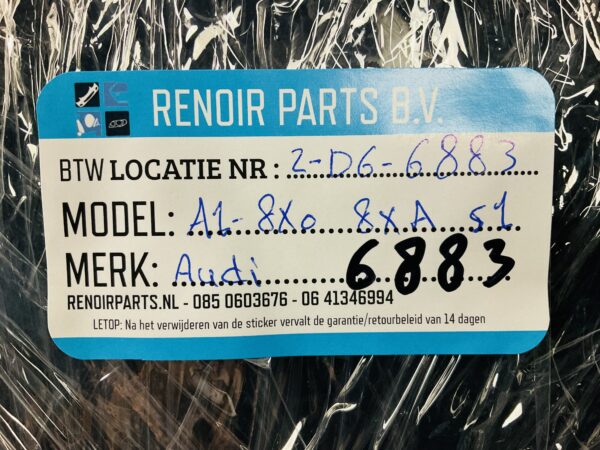 RENOIR PARTS B.V.
BTW LOCATIE NR : 2-D6-6883
MODEL: A1-8X0 8XA S1
MERK: Audi 6883
RENOIRPARTS.NL - 085 0603676 - 06 41346994
LETOP: Na het verwijderen van de sticker vervalt de garantie/retourbeleid van 14 dagen